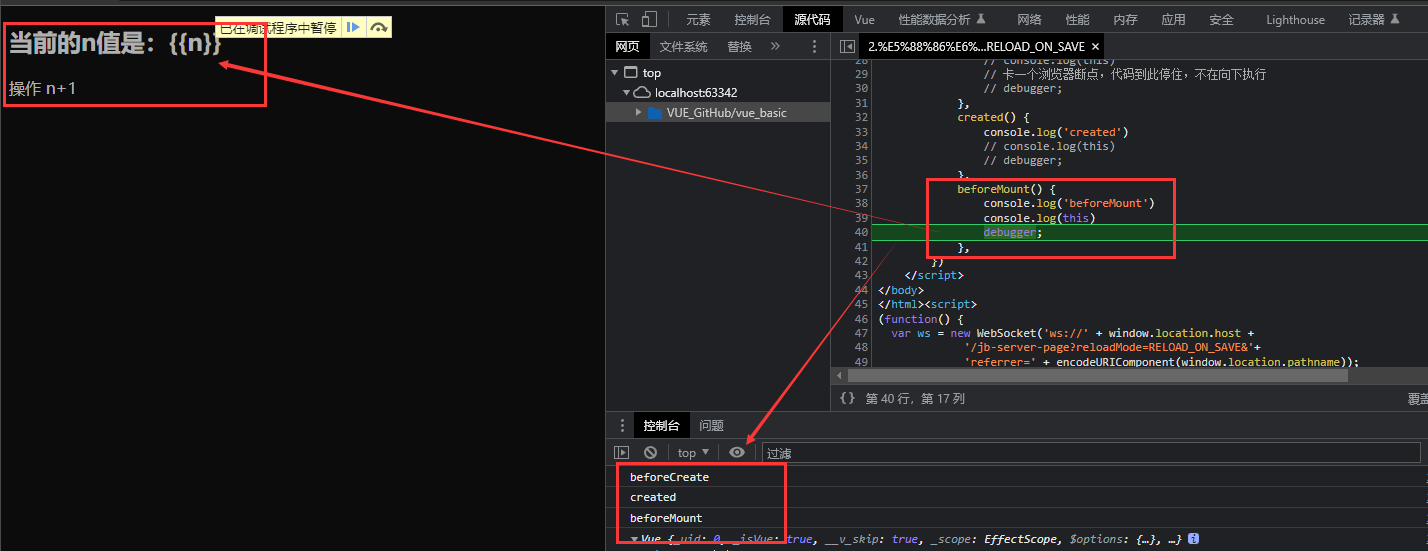 当前的n值是：{{n}}
已在调试程序中暂停
操作 n+1
元素 控制台 源代码 Vue 性能数据分析 网络 性能 内存 应用 安全 Lighthouse 记录器
网页 文件系统 替换 »
top
localhost:63342
VUE_GitHub/vue_basic
2.%E5%88%86%E6%...RELOAD_ON_SAVE ×
28 // console.log(this)
29 // 卡一个浏览器断点，代码到此停住，不在向下执行
30 // debugger;
31 },
32 created() {
33 console.log('created')
34 // console.log(this)
35 // debugger;
36 },
37 beforeMount() {
38 console.log('beforeMount')
39 console.log(this)
40 debugger;
41 },
42 })
43 </script>
44 </body>
45 </html><script>
46 (function() {
47 var ws = new WebSocket('ws://' + window.location.host +
48 '/jb-server-page?reloadMode=RELOAD_ON_SAVE&'+
49 'referrer=' + encodeURIComponent(window.location.pathname));
{} 第 40 行，第 17 列
控制台 问题
top
过滤
beforeCreate
created
beforeMount
Vue {_uid: 0, _isVue: true, __v_skip: true, _scope: EffectScope, $options: {…}, …}